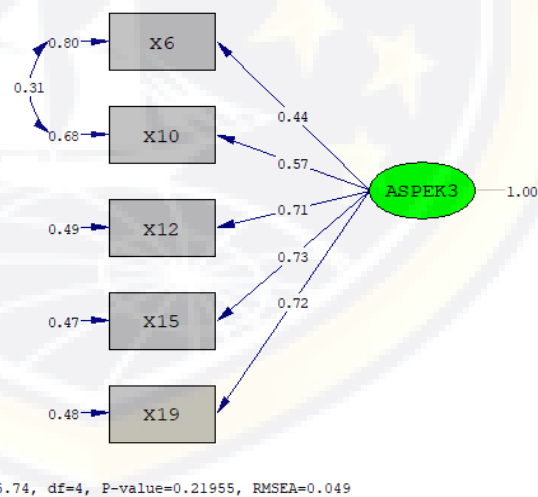 0.80 X6
0.31
0.44
0.68 X10
0.57
ASPEK3 1.00
0.49 X12
0.71
0.73
0.47 X15
0.72
0.48 X19
.74, df=4, P-value=0.21955, RMSEA=0.049